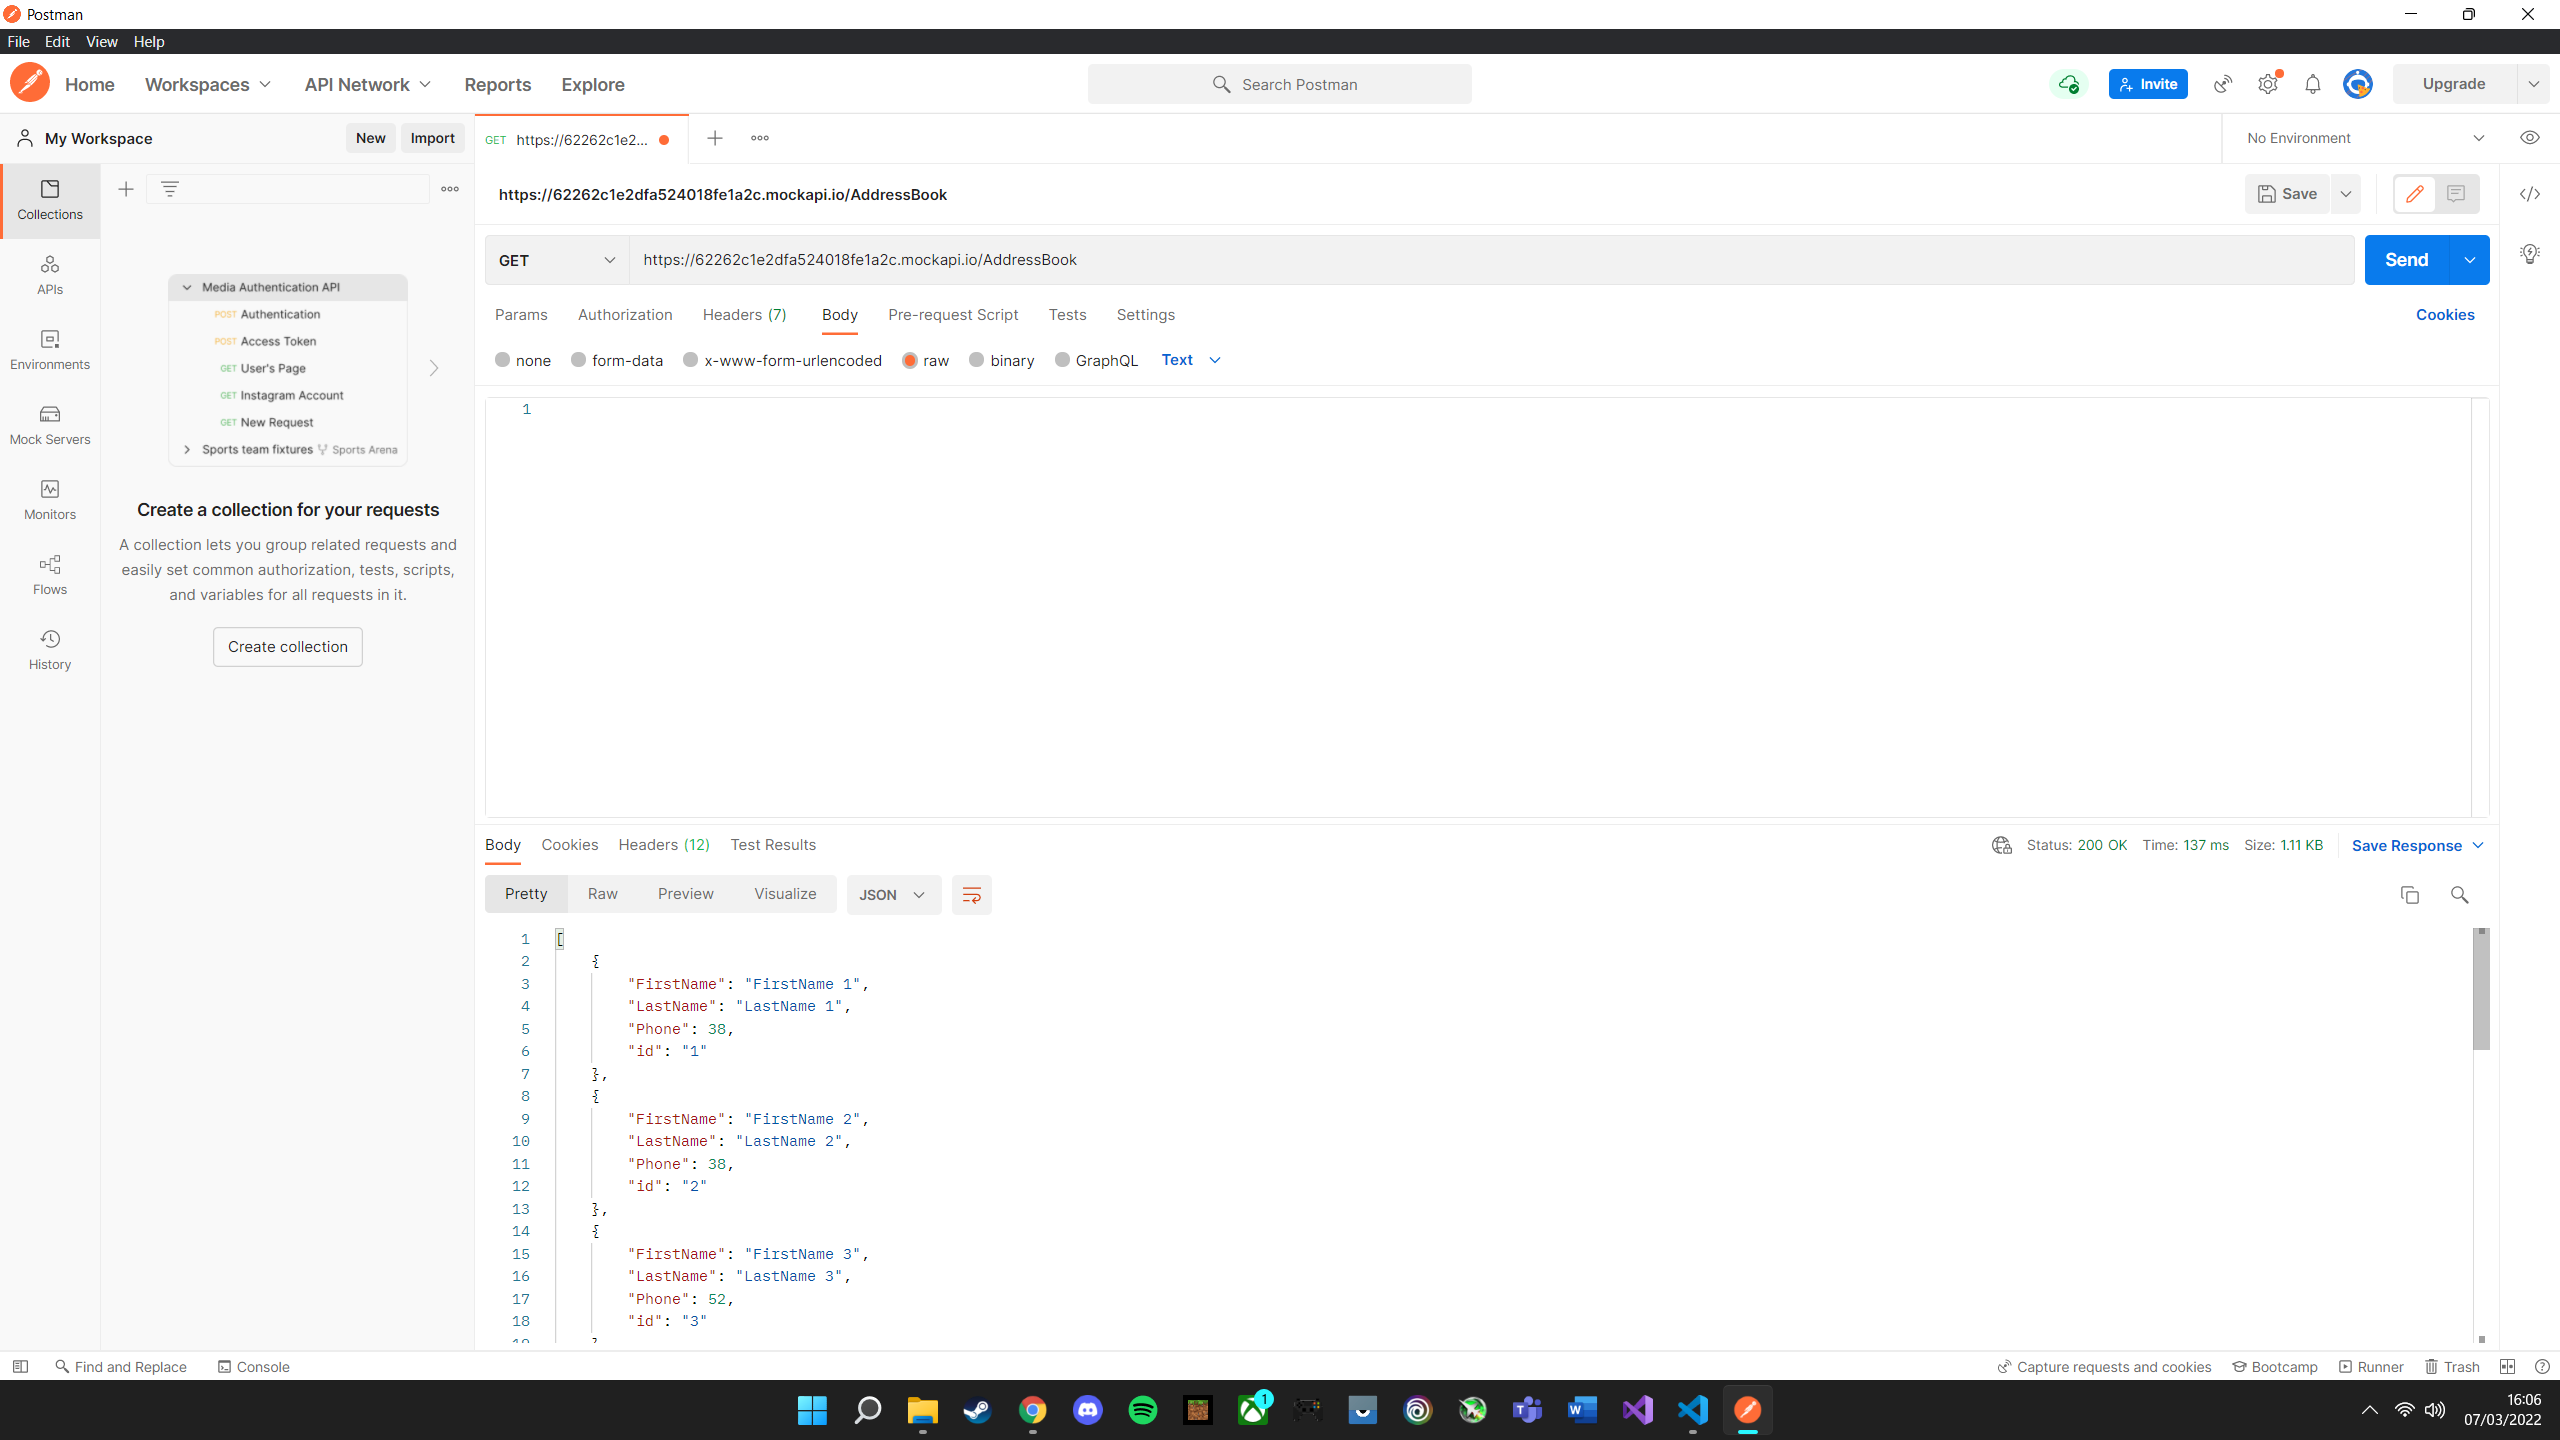 Postman
File Edit View Help
Home Workspaces API Network Reports Explore
Search Postman
Invite
Upgrade
My Workspace
New Import
GET https://62262c1e2...
No Environment
Collections
APIs
Environments
Mock Servers
Monitors
Flows
History
Media Authentication API
POST Authentication
POST Access Token
GET User's Page
GET Instagram Account
GET New Request
Sports team fixtures Sports Arena
Create a collection for your requests
A collection lets you group related requests and
easily set common authorization, tests, scripts,
and variables for all requests in it.
Create collection
https://62262c1e2dfa524018fe1a2c.mockapi.io/AddressBook
Save
GET https://62262c1e2dfa524018fe1a2c.mockapi.io/AddressBook
Send
Params Authorization Headers (7) Body Pre-request Script Tests Settings
Cookies
none form-data x-www-form-urlencoded raw binary GraphQL Text
1
Body Cookies Headers (12) Test Results
Status: 200 OK Time: 137 ms Size: 1.11 KB Save Response
Pretty Raw Preview Visualize JSON
1 [
2 {
3 "FirstName": "FirstName 1",
4 "LastName": "LastName 1",
5 "Phone": 38,
6 "id": "1"
7 },
8 {
9 "FirstName": "FirstName 2",
10 "LastName": "LastName 2",
11 "Phone": 38,
12 "id": "2"
13 },
14 {
15 "FirstName": "FirstName 3",
16 "LastName": "LastName 3",
17 "Phone": 52,
18 "id": "3"
Find and Replace Console
Capture requests and cookies Bootcamp Runner Trash
1
16:06
07/03/2022